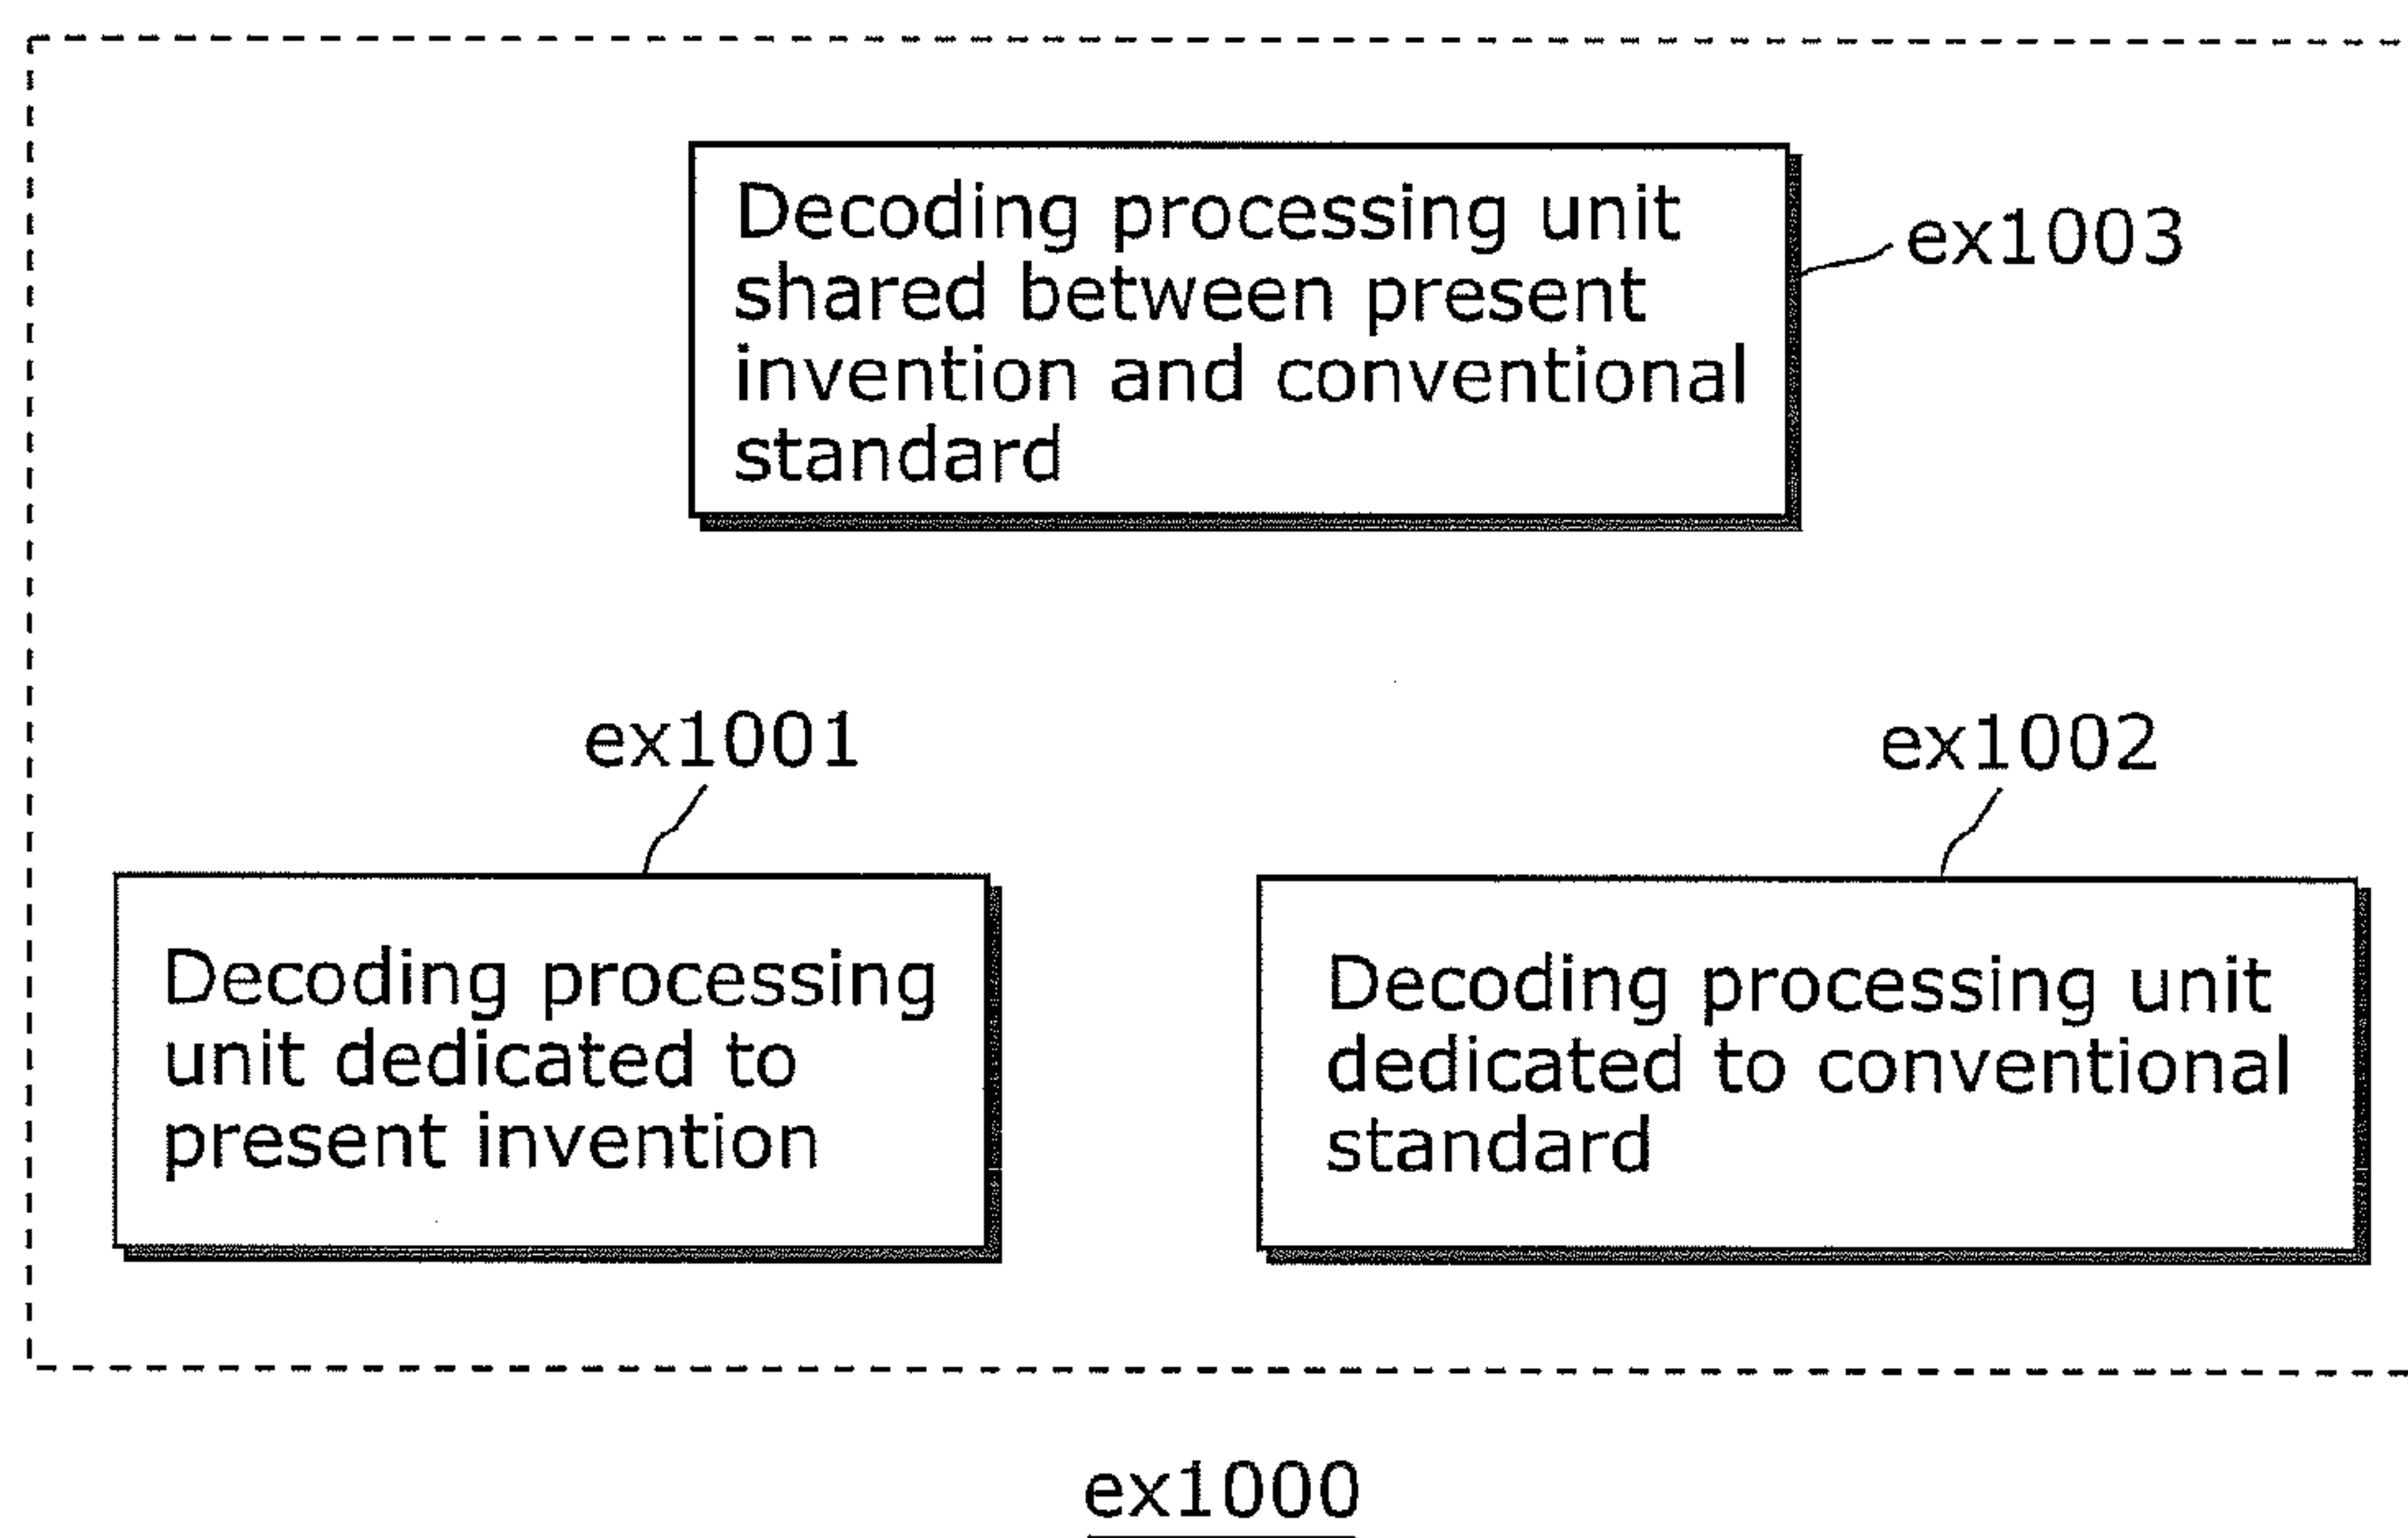 Decoding processing unit
shared between present
invention and conventional
standard
ex1003
ex1001
ex1002
Decoding processing
unit dedicated to
present invention
Decoding processing unit
dedicated to conventional
standard
ex1000